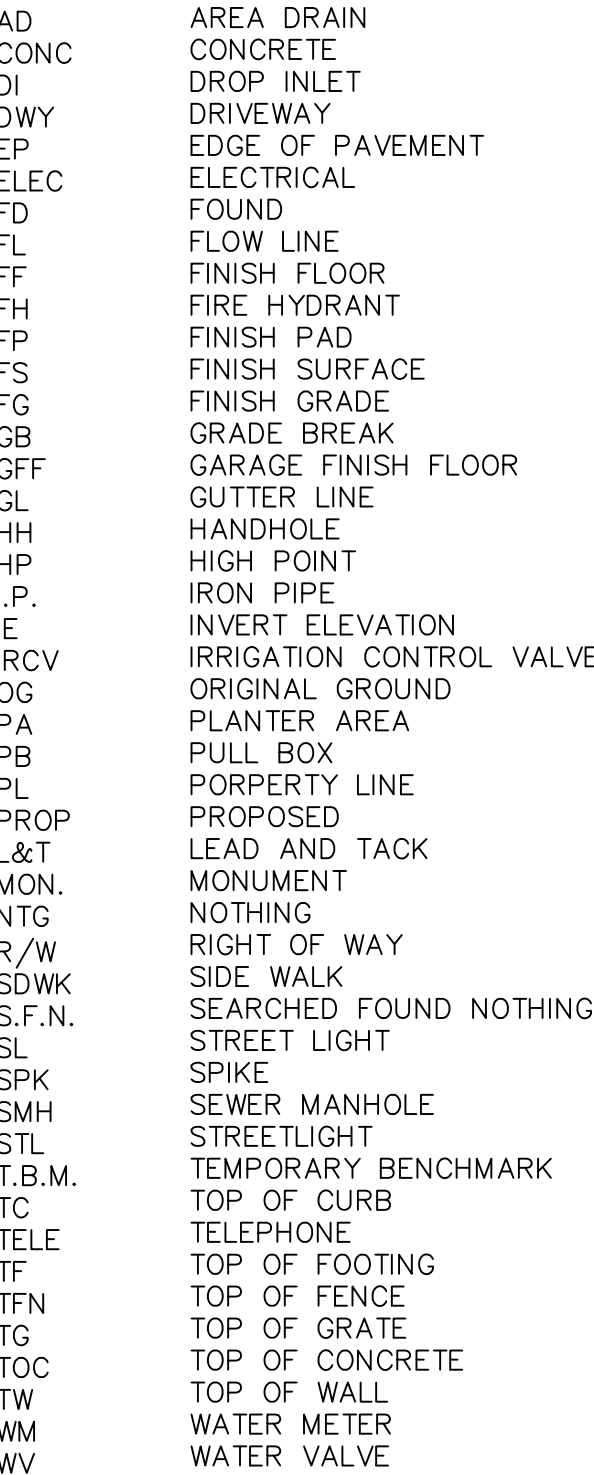 AD AREA DRAIN
CONC CONCRETE
DI DROP INLET
DWY DRIVEWAY
EP EDGE OF PAVEMENT
ELEC ELECTRICAL
FD FOUND
FL FLOW LINE
FF FINISH FLOOR
FH FIRE HYDRANT
FP FINISH PAD
FS FINISH SURFACE
FG FINISH GRADE
GB GRADE BREAK
GFF GARAGE FINISH FLOOR
GL GUTTER LINE
HH HANDHOLE
HP HIGH POINT
.P. IRON PIPE
E INVERT ELEVATION
RCV IRRIGATION CONTROL VALVE
OG ORIGINAL GROUND
PA PLANTER AREA
PB PULL BOX
PL PORPERTY LINE
PROP PROPOSED
L&T LEAD AND TACK
MON. MONUMENT
NTG NOTHING
R/W RIGHT OF WAY
SDWK SIDE WALK
S.F.N. SEARCHED FOUND NOTHING
SL STREET LIGHT
SPK SPIKE
SMH SEWER MANHOLE
STL STREETLIGHT
T.B.M. TEMPORARY BENCHMARK
TC TOP OF CURB
TELE TELEPHONE
TF TOP OF FOOTING
TFN TOP OF FENCE
TG TOP OF GRATE
TOC TOP OF CONCRETE
TW TOP OF WALL
WM WATER METER
WV WATER VALVE